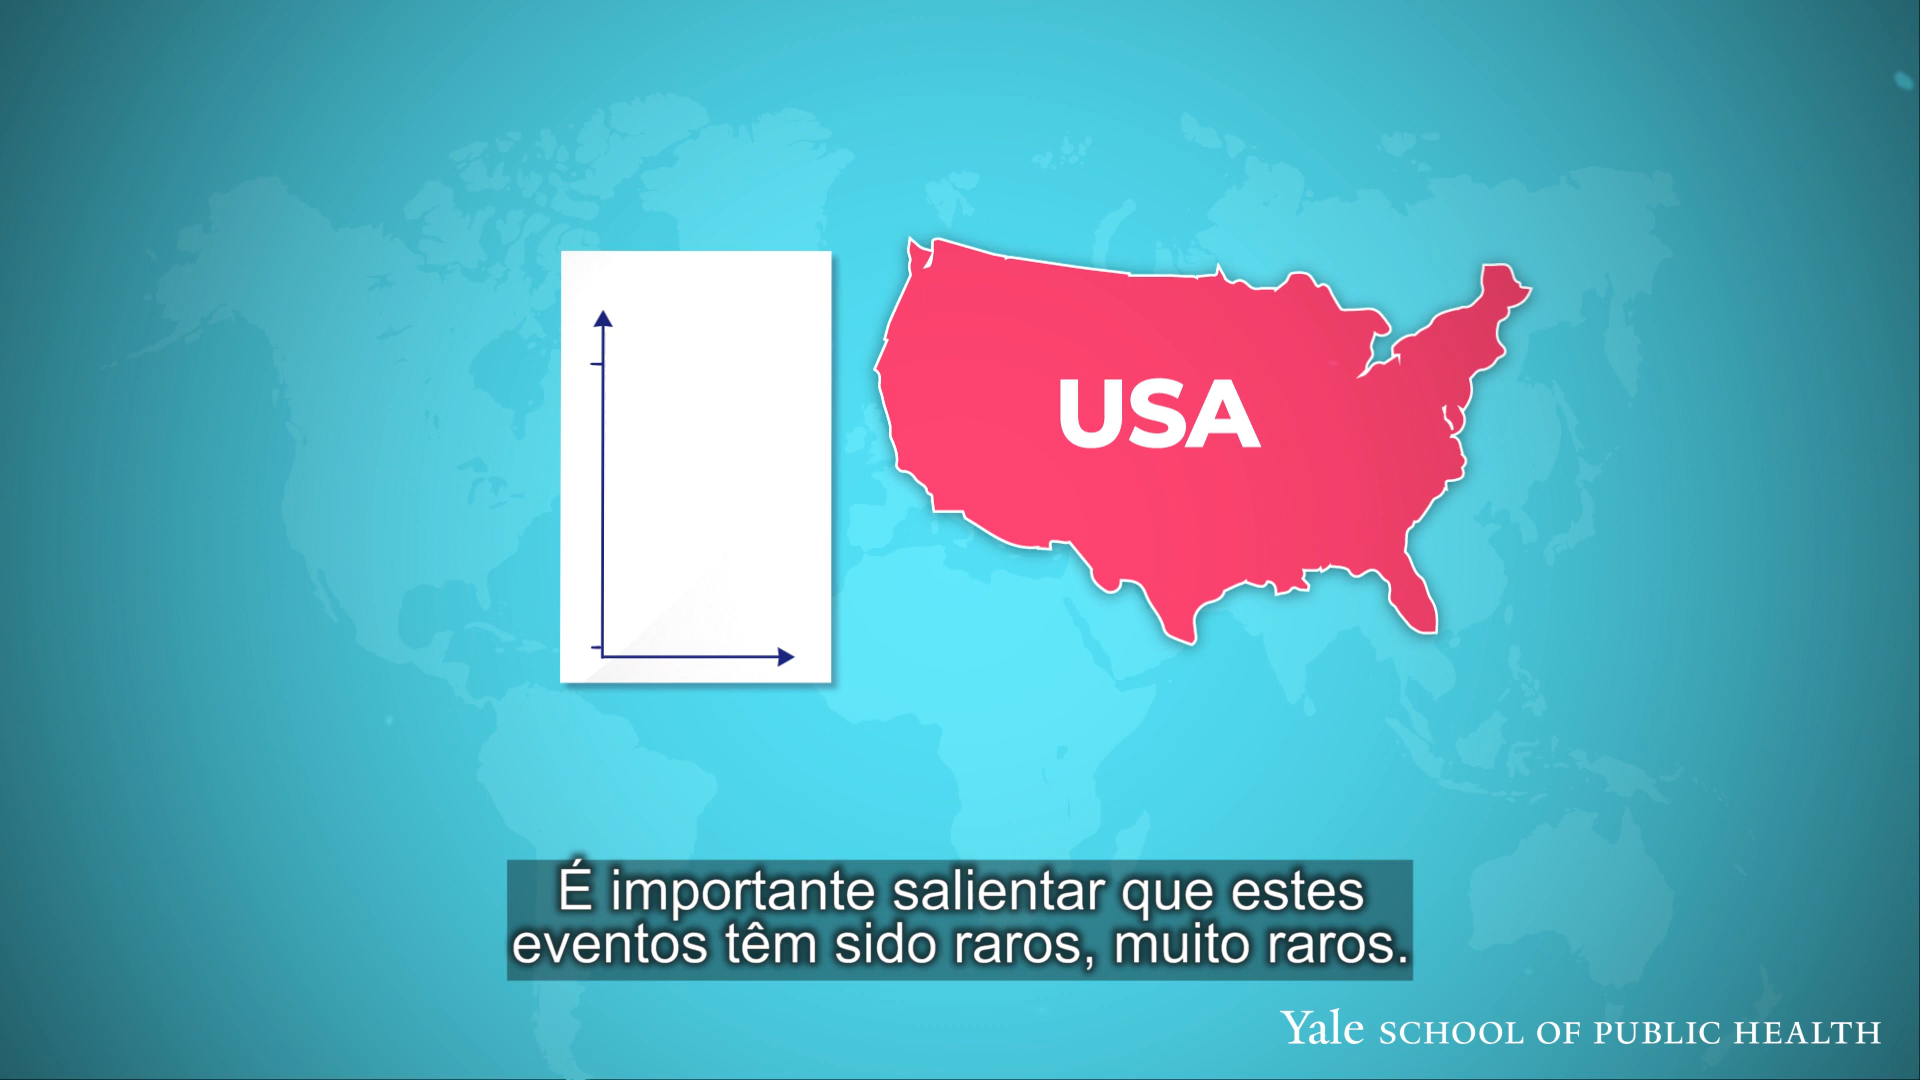 USA
É importante salientar que estes
eventos têm sido raros, muito raros.
Yale SCHOOL OF PUBLIC HEALTH